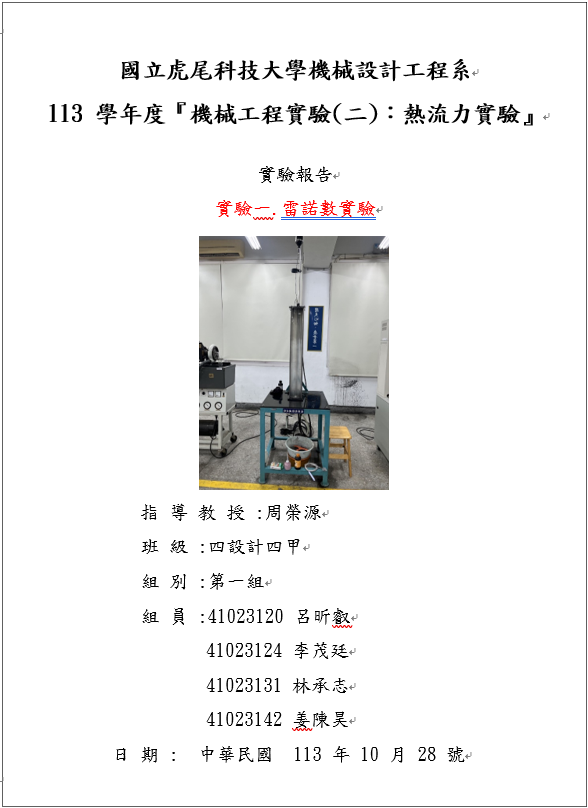 國立虎尾科技大學機械設計工程系
113 學年度『機械工程實驗(二)：熱流力實驗』
實驗報告
實驗一.雷諾數實驗
指 導 教 授 :周榮源
班 級 :四設計四甲
組 別 :第一組
組 員 :41023120 呂昕叡
41023124 李茂廷
41023131 林承志
41023142 姜陳昊
日 期 : 中華民國 113 年 10 月 28 號